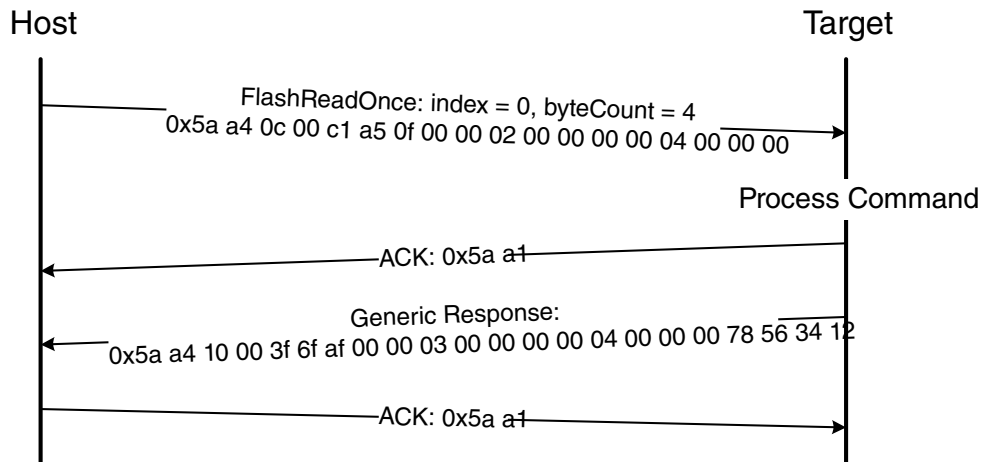 Host
Target
FlashReadOnce: index = 0, byteCount = 4
0x5a a4 0c 00 c1 a5 0f 00 00 02 00 00 00 00 04 00 00 00
Process Command
ACK: 0x5a a1
Generic Response:
0x5a a4 10 00 3f 6f af 00 00 03 00 00 00 00 04 00 00 00 78 56 34 12
ACK: 0x5a a1